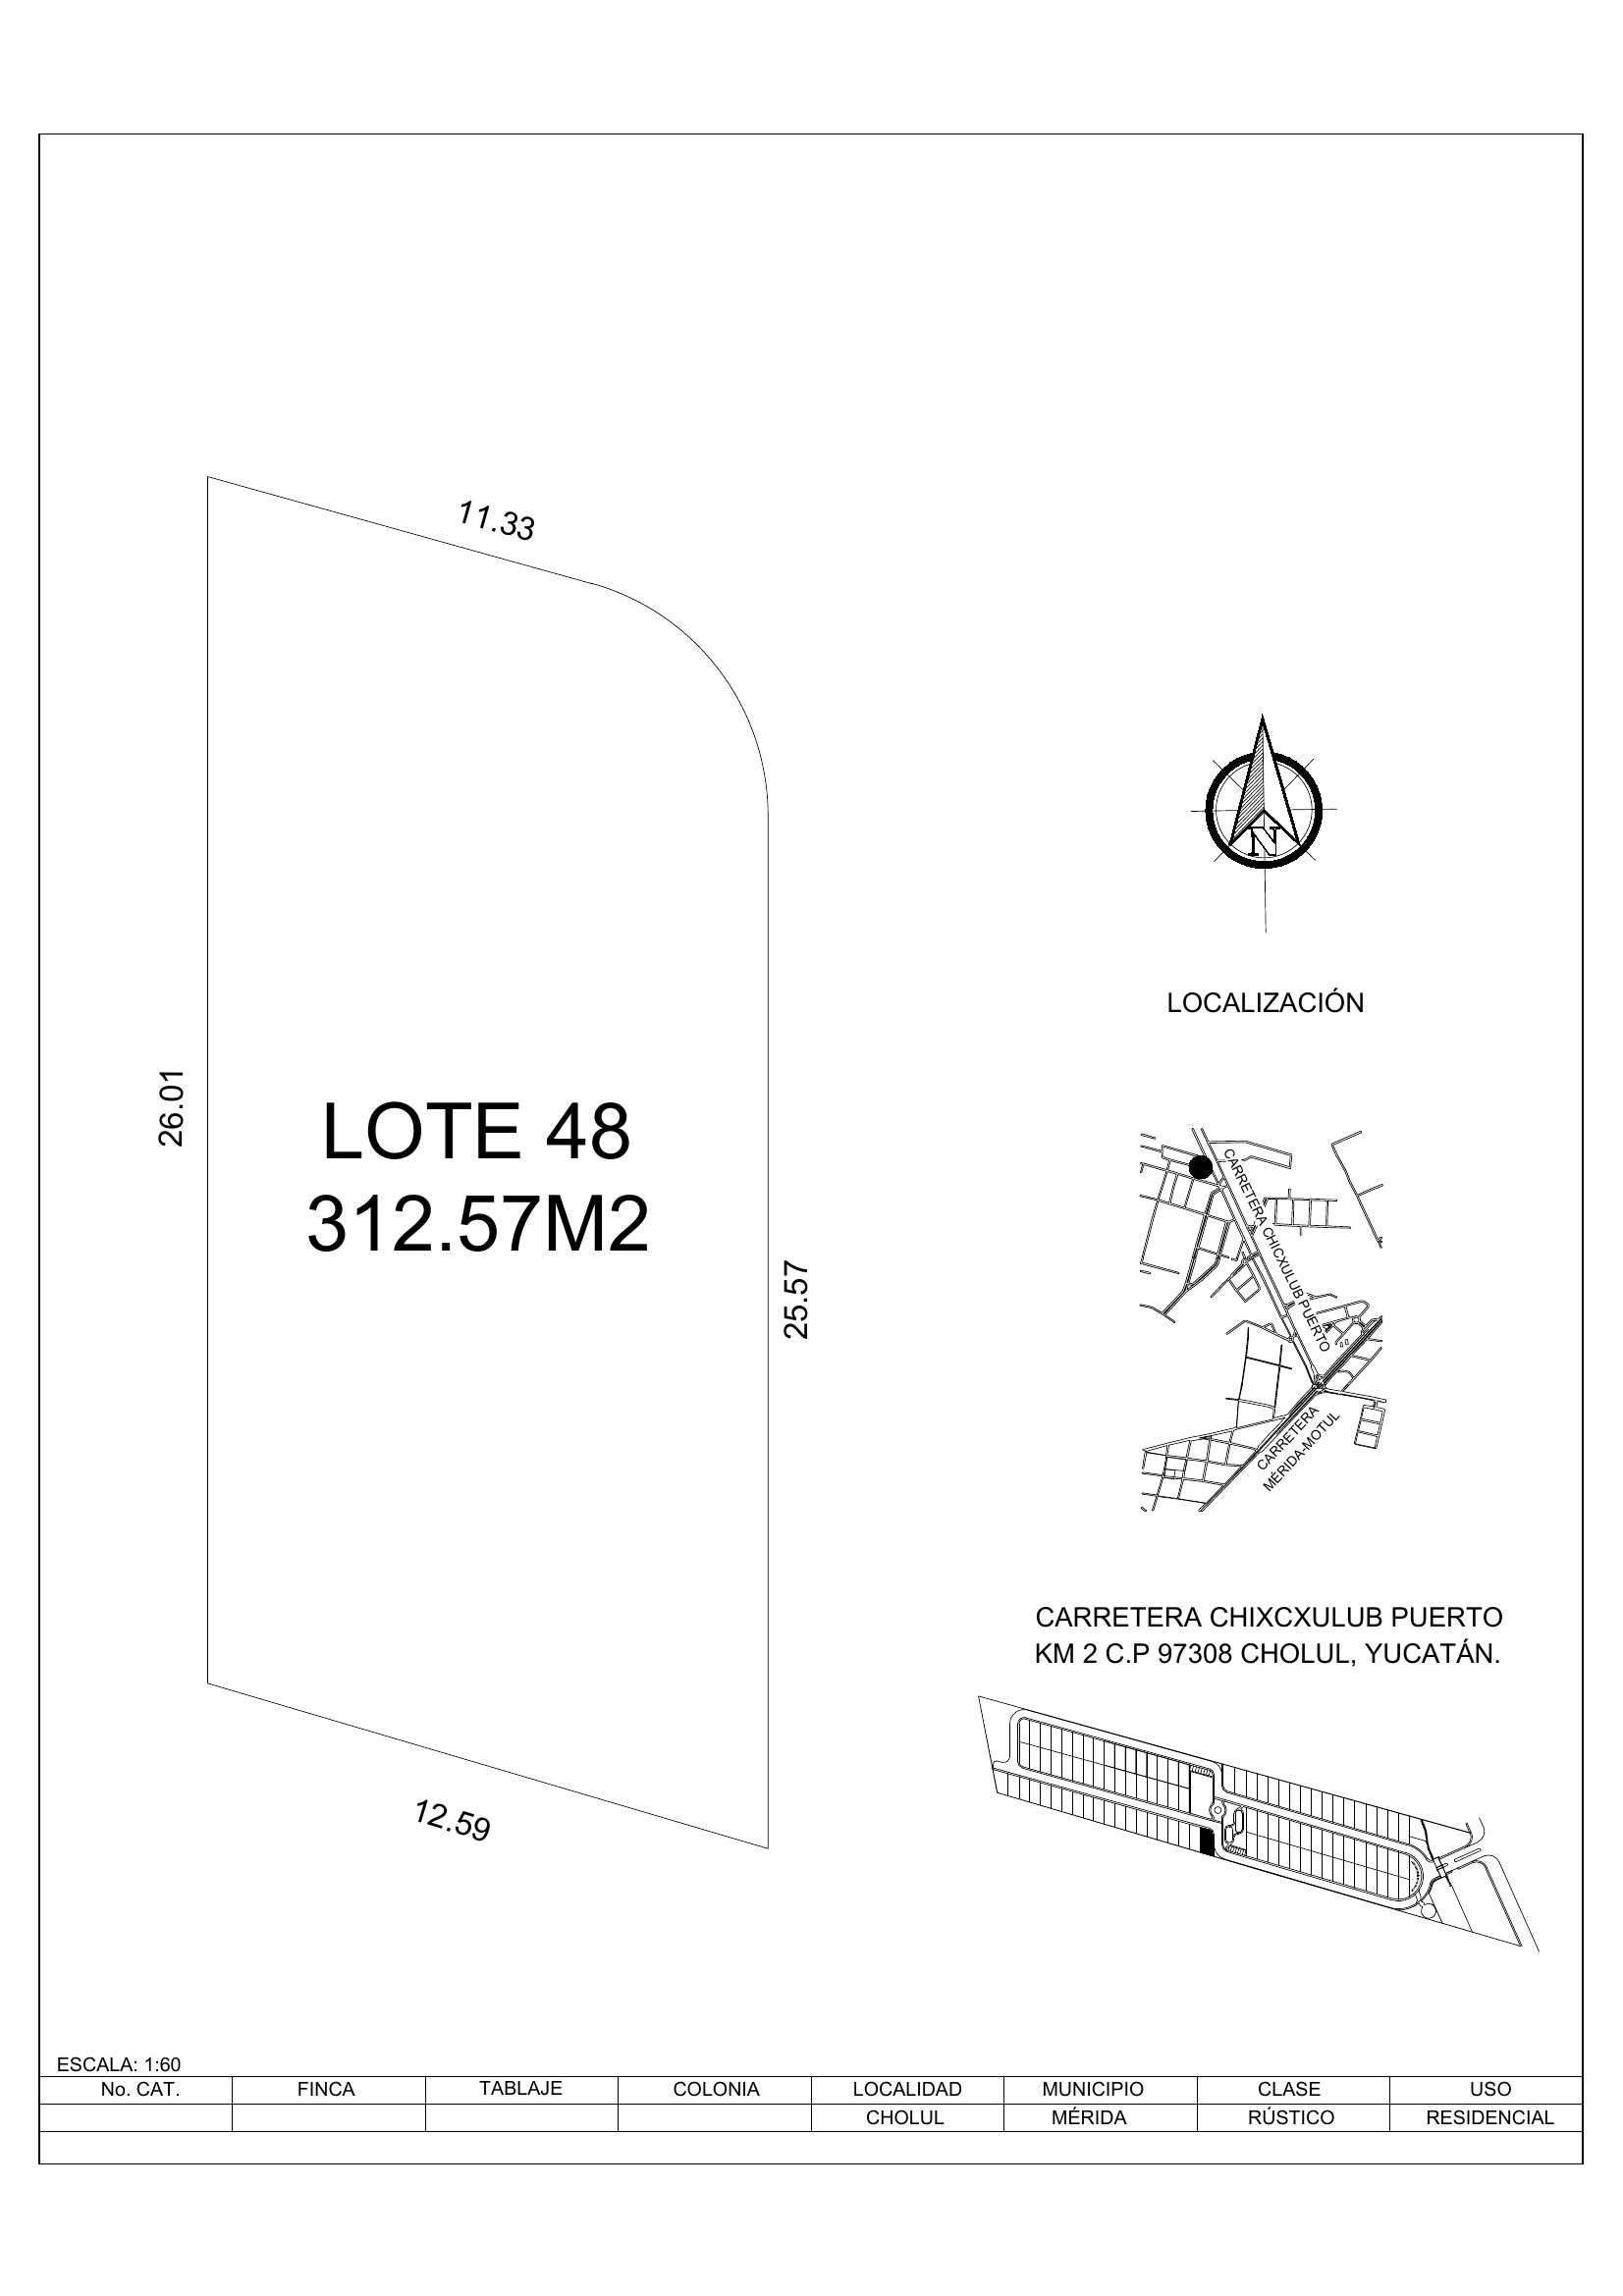 11.33
26.01
LOTE 48
312.57M2
25.57
12.59
N
LOCALIZACIÓN
CARRETERA CHICXULUB PUERTO
CARRETERA
MÉRIDA-MOTUL
CARRETERA CHIXCXULUB PUERTO
KM 2 C.P 97308 CHOLUL, YUCATÁN.
ESCALA: 1:60
No. CAT. FINCA TABLAJE COLONIA LOCALIDAD MUNICIPIO CLASE USO
CHOLUL MÉRIDA RÚSTICO RESIDENCIAL